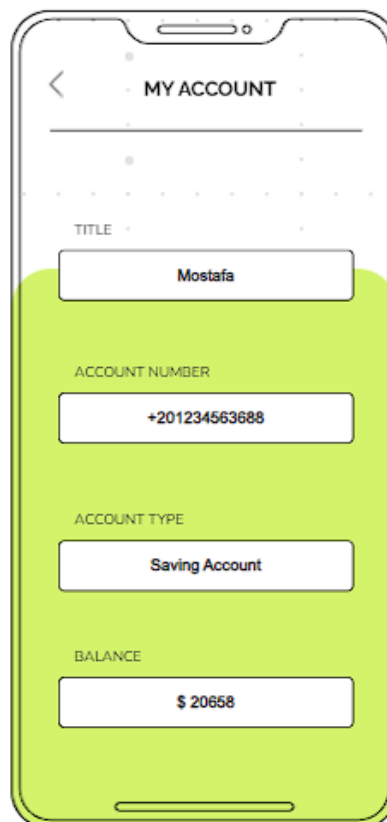 MY ACCOUNT
TITLE
Mostafa
ACCOUNT NUMBER
+201234563688
ACCOUNT TYPE
Saving Account
BALANCE
$ 20658